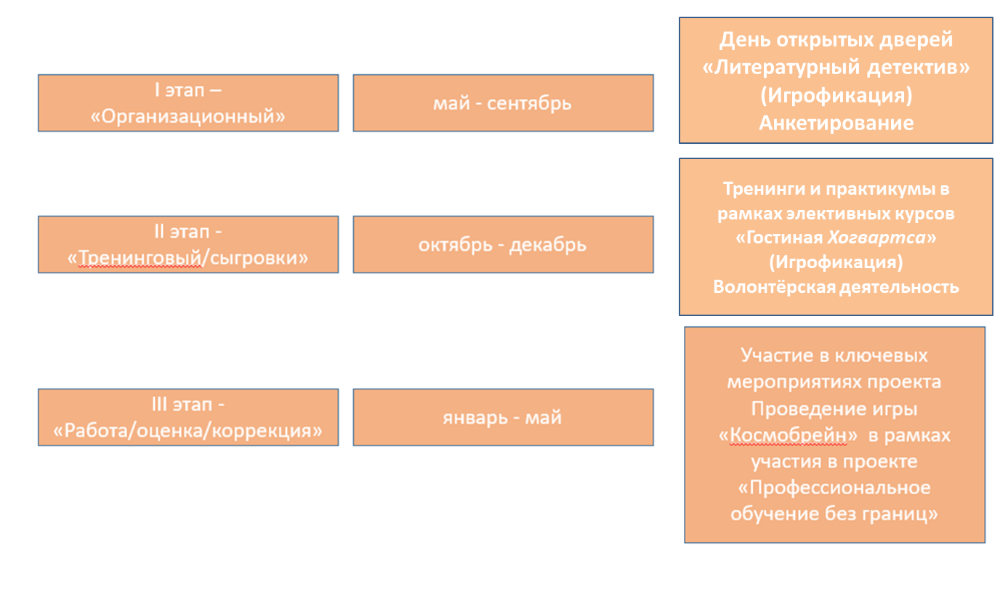 I этап –
«Организационный»
май - сентябрь
День открытых дверей
«Литературный детектив»
(Игрофикация)
Анкетирование
II этап -
«Тренинговый/сыгровки»
октябрь - декабрь
Тренинги и практикумы в
рамках элективных курсов
«Гостиная Хогвартса»
(Игрофикация)
Волонтёрская деятельность
III этап -
«Работа/оценка/коррекция»
январь - май
Участие в ключевых
мероприятиях проекта
Проведение игры
«Космобрейн» в рамках
участия в проекте
«Профессиональное
обучение без границ»